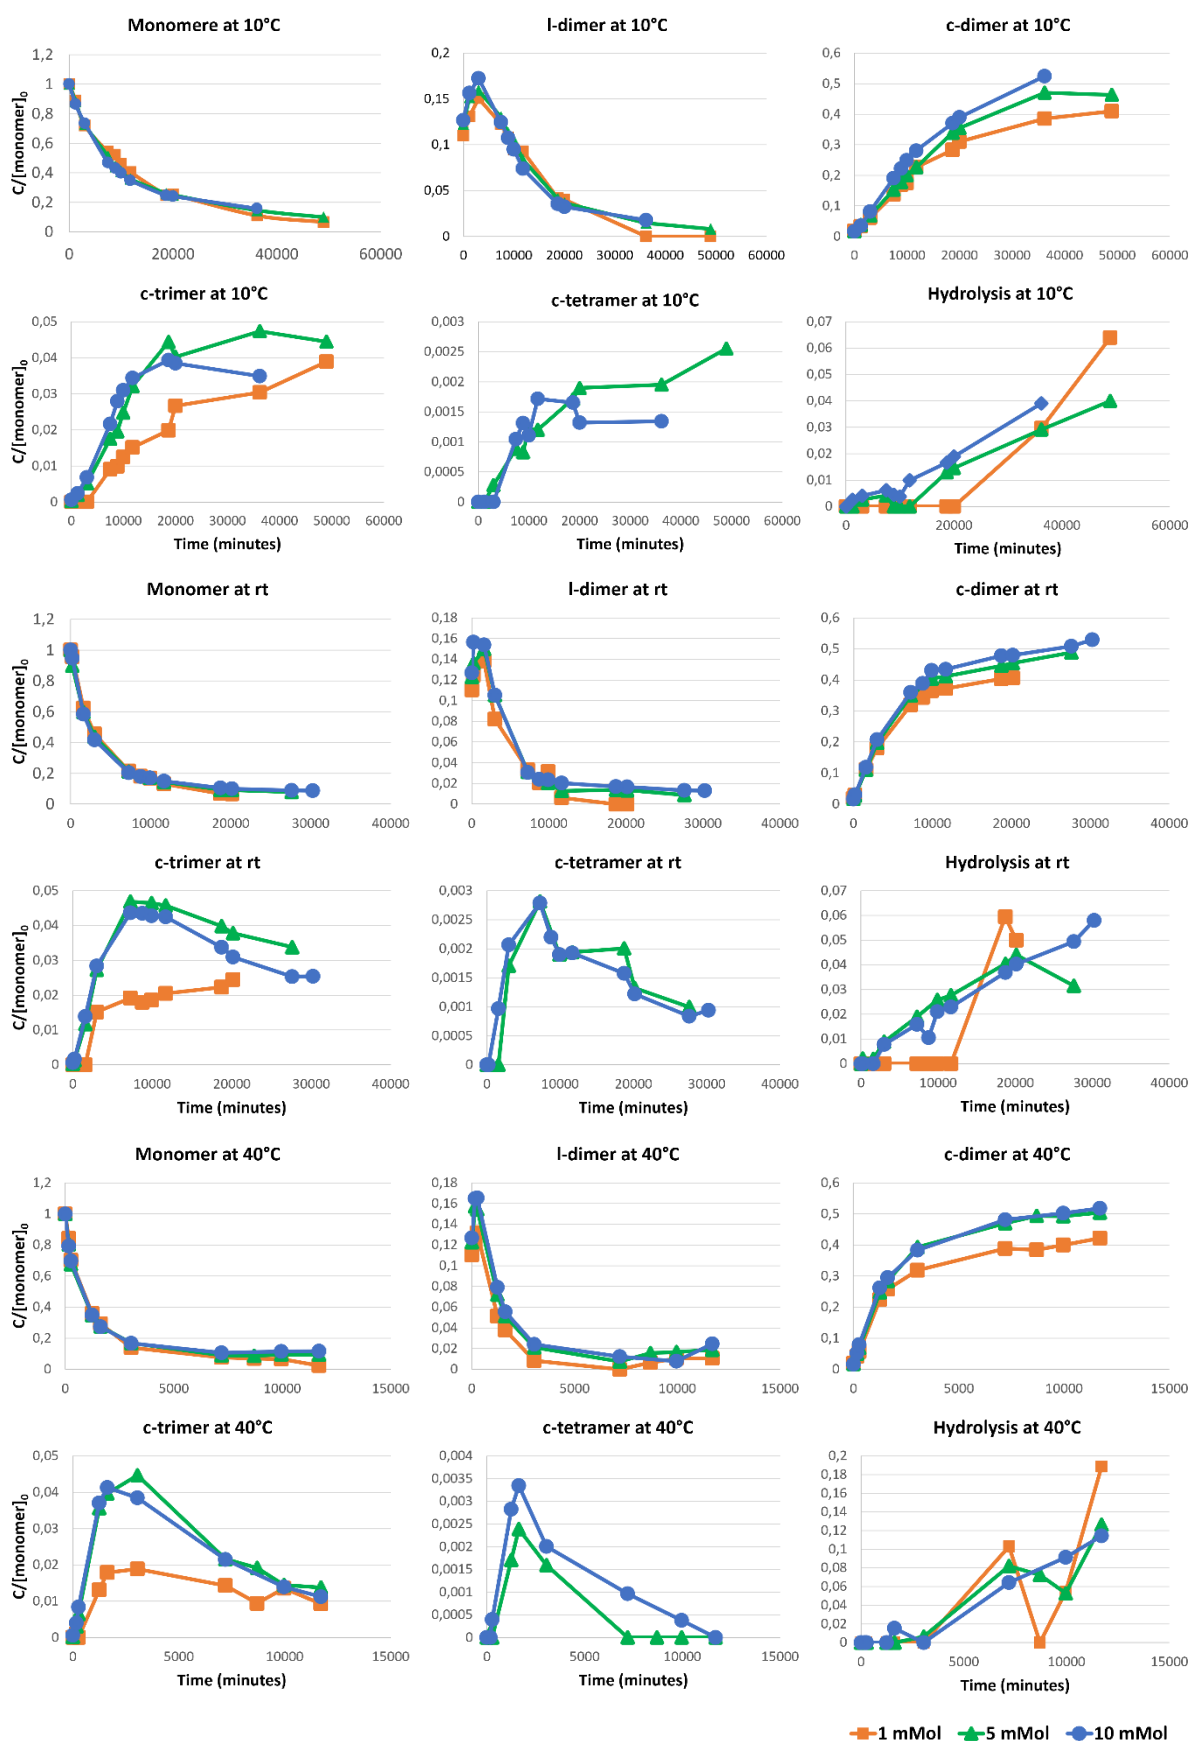 Monomere at 10°C
l-dimer at 10°C
c-dimer at 10°C
C/[monomer]₀
1,2
1
0,8
0,6
0,4
0,2
0
0 20000 40000 60000
0,2
0,15
0,1
0,05
0
0 10000 20000 30000 40000 50000 60000
0,6
0,5
0,4
0,3
0,2
0,1
0
0 10000 20000 30000 40000 50000 60000
c-trimer at 10°C
c-tetramer at 10°C
Hydrolysis at 10°C
C/[monomer]₀
0,05
0,04
0,03
0,02
0,01
0
0 10000 20000 30000 40000 50000 60000
Time (minutes)
0,003
0,0025
0,002
0,0015
0,001
0,0005
0
0 10000 20000 30000 40000 50000 60000
Time (minutes)
0,07
0,06
0,05
0,04
0,03
0,02
0,01
0
0 20000 40000 60000
Time (minutes)
Monomer at rt
l-dimer at rt
c-dimer at rt
C/[monomer]₀
1,2
1
0,8
0,6
0,4
0,2
0
0 10000 20000 30000 40000
0,18
0,16
0,14
0,12
0,1
0,08
0,06
0,04
0,02
0
0 10000 20000 30000 40000
0,6
0,5
0,4
0,3
0,2
0,1
0
0 10000 20000 30000 40000
c-trimer at rt
c-tetramer at rt
Hydrolysis at rt
C/[monomer]₀
0,05
0,04
0,03
0,02
0,01
0
0 10000 20000 30000 40000
Time (minutes)
0,003
0,0025
0,002
0,0015
0,001
0,0005
0
0 10000 20000 30000 40000
Time (minutes)
0,07
0,06
0,05
0,04
0,03
0,02
0,01
0
0 10000 20000 30000 40000
Time (minutes)
Monomer at 40°C
l-dimer at 40°C
c-dimer at 40°C
C/[monomer]₀
1,2
1
0,8
0,6
0,4
0,2
0
0 5000 10000 15000
0,18
0,16
0,14
0,12
0,1
0,08
0,06
0,04
0,02
0
0 5000 10000 15000
0,6
0,5
0,4
0,3
0,2
0,1
0
0 5000 10000 15000
c-trimer at 40°C
c-tetramer at 40°C
Hydrolysis at 40°C
C/[monomer]₀
0,05
0,04
0,03
0,02
0,01
0
0 5000 10000 15000
Time (minutes)
0,004
0,0035
0,003
0,0025
0,002
0,0015
0,001
0,0005
0
0 5000 10000 15000
Time (minutes)
0,2
0,18
0,16
0,14
0,12
0,1
0,08
0,06
0,04
0,02
0
0 5000 10000 15000
Time (minutes)
1 mMol 5 mMol 10 mMol